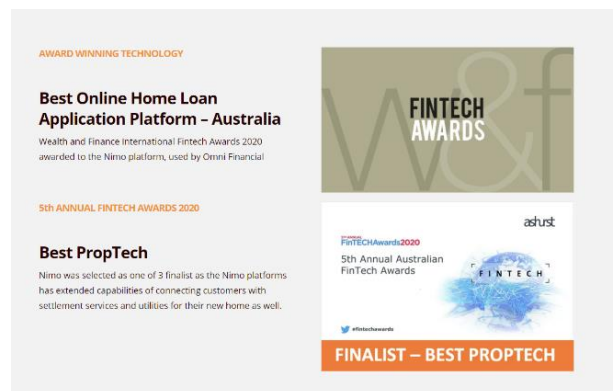 AWARD WINNING TECHNOLOGY
Best Online Home Loan
Application Platform – Australia
Wealth and Finance International Fintech Awards 2020
awarded to the Nimo platform, used by Omni Financial
w&f
FINTECH
AWARDS
5th ANNUAL FINTECH AWARDS 2020
Best PropTech
Nimo was selected as one of 3 finalist as the Nimo platforms
has extended capabilities of connecting customers with
settlement services and utilities for their new home as well.
ashurst
FinTECHAwards2020
5th Annual Australian
FinTech Awards
FINTECH
#fintechawards
FINALIST – BEST PROPTECH